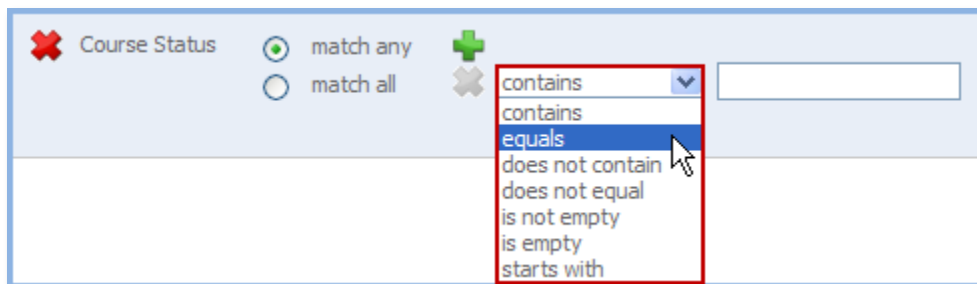 Course Status
match any
match all
contains
contains
equals
does not contain
does not equal
is not empty
is empty
starts with